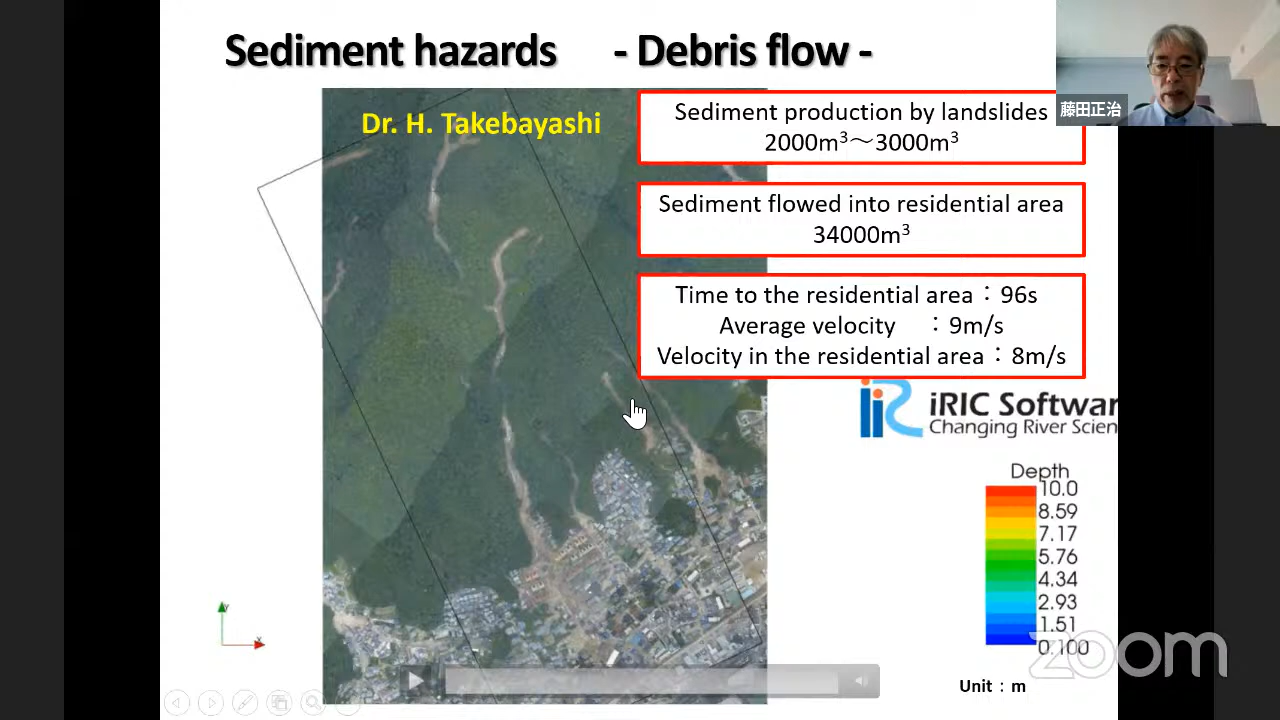 Sediment hazards - Debris flow -
Dr. H. Takebayashi
Sediment production by landslides
2000m³～3000m³
藤田正治
Sediment flowed into residential area
34000m³
Time to the residential area：96s
Average velocity ：9m/s
Velocity in the residential area：8m/s
iRIC Softwar
Changing River Scien
Depth
10.0
8.59
7.17
5.76
4.34
2.93
1.51
0.100
y
x
zoom
Unit：m